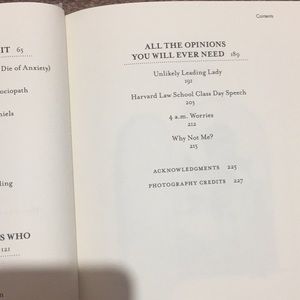 IT 65
Die of Anxiety)
ociopath
niels
ling
S WHO
121
n
Contents
ALL THE OPINIONS
YOU WILL EVER NEED 189
Unlikely Leading Lady
191
Harvard Law School Class Day Speech
203
4 a.m. Worries
212
Why Not Me?
215
ACKNOWLEDGMENTS 225
PHOTOGRAPHY CREDITS 227